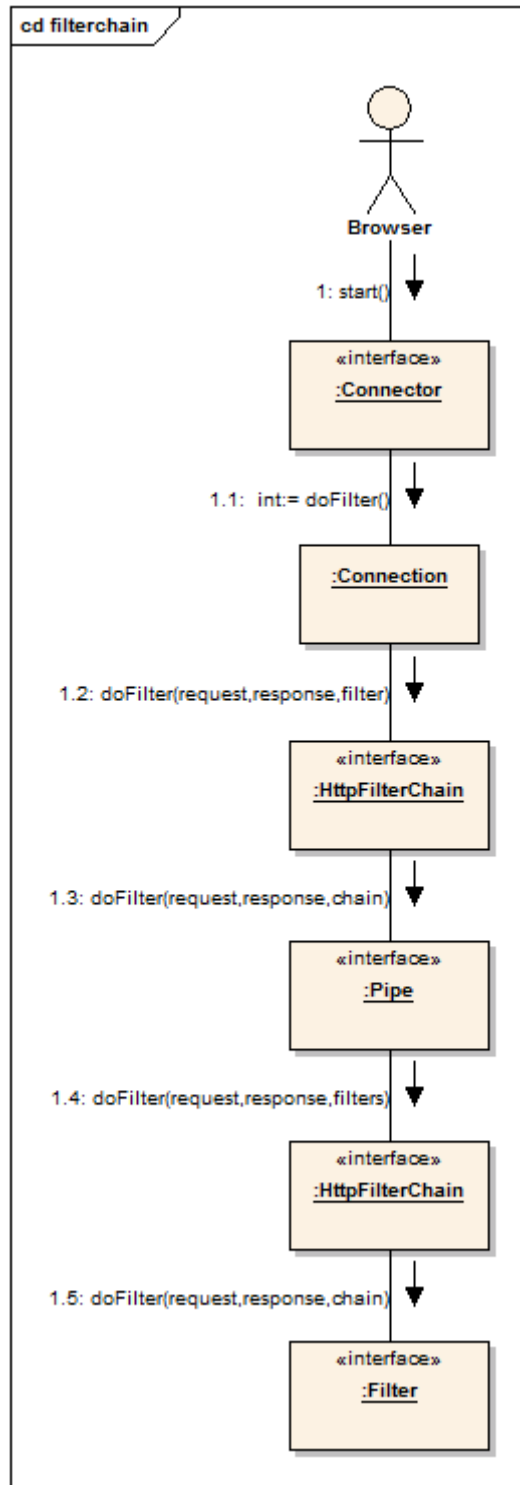 cd filterchain
Browser
1: start()
«interface»
:Connector
1.1: int:= doFilter()
:Connection
1.2: doFilter(request,response,filter)
«interface»
:HttpFilterChain
1.3: doFilter(request,response,chain)
«interface»
:Pipe
1.4: doFilter(request,response,filters)
«interface»
:HttpFilterChain
1.5: doFilter(request,response,chain)
«interface»
:Filter